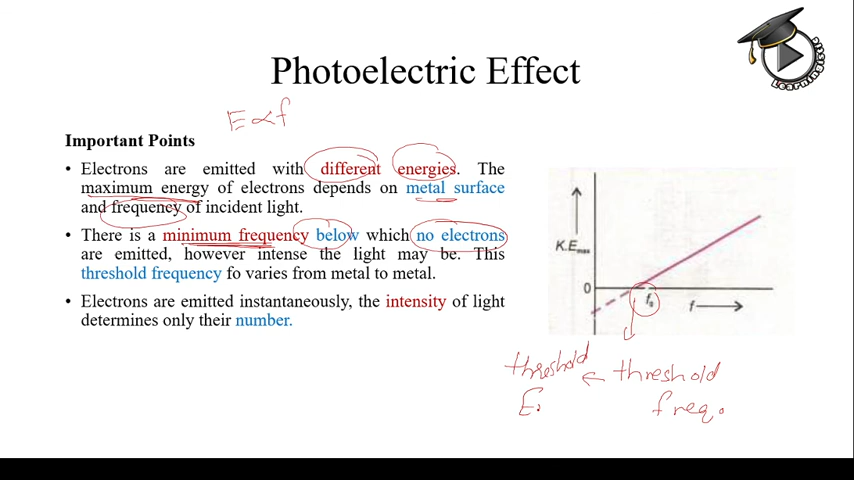 Photoelectric Effect
E ∝ f
Important Points
• Electrons are emitted with different energies. The
maximum energy of electrons depends on metal surface
and frequency of incident light.
• There is a minimum frequency below which no electrons
are emitted, however intense the light may be. This
threshold frequency fo varies from metal to metal.
• Electrons are emitted instantaneously, the intensity of light
determines only their number.
K.Emax
0
f0
f
threshold
E.
threshold
freq.